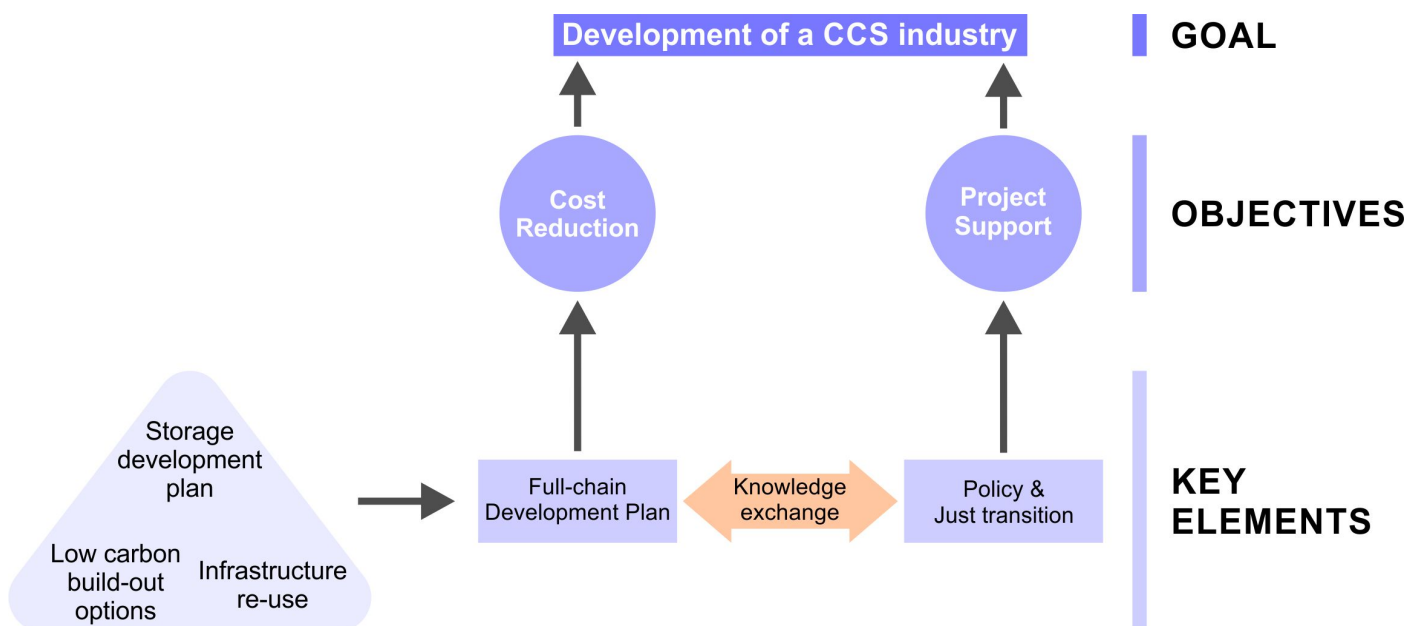 Development of a CCS industry
GOAL
Cost
Reduction
Project
Support
OBJECTIVES
Storage
development
plan
Low carbon
build-out
options
Infrastructure
re-use
Full-chain
Development Plan
Knowledge
exchange
Policy &
Just transition
KEY
ELEMENTS